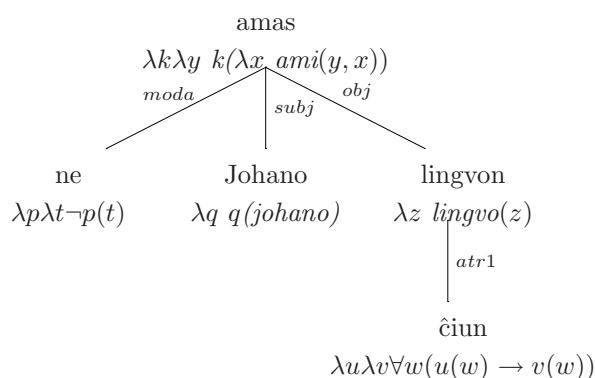 amas
λkλy k(λx ami(y, x))
moda subj obj
ne Johano lingvon
λpλt¬p(t) λq q(johano) λz lingvo(z)
atr1
ĉiun
λuλv∀w(u(w) → v(w))